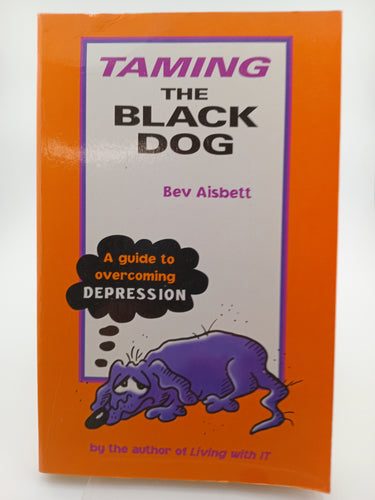 TAMING
THE
BLACK
DOG
Bev Aisbett
A guide to
overcoming
DEPRESSION
by the author of Living with IT